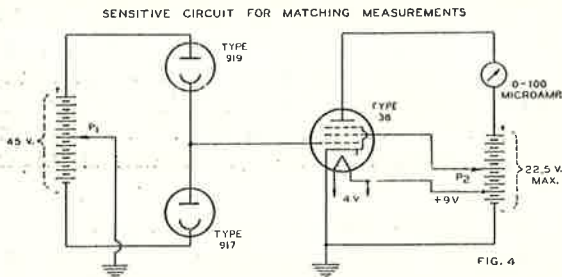 SENSITIVE CIRCUIT FOR MATCHING MEASUREMENTS
TYPE
919
45 V.
P1
TYPE
917
TYPE
38
0-100
MICROAMP.
P2
22.5 V.
MAX.
4 V
+9V
FIG. 4